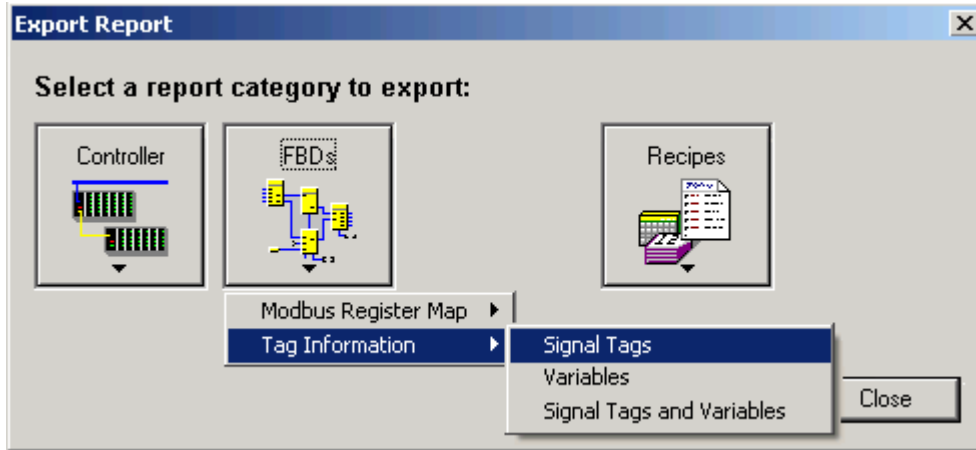 Export Report
Select a report category to export:
Controller
FBDs
Recipes
Modbus Register Map
Tag Information
Signal Tags
Variables
Signal Tags and Variables
Close